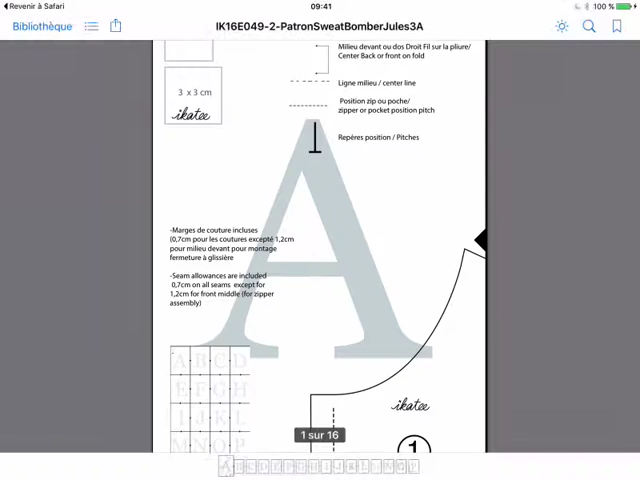 Revenir à Safari
09:41
100 %
Bibliothèque
IK16E049-2-PatronSweatBomberJules3A
Milieu devant ou dos Droit Fil sur la pliure/
Center Back or front on fold
3 x 3 cm
ikatee
Ligne milieu / center line
Position zip ou poche/
zipper or pocket position pitch
Repères position / Pitches
A
-Marges de couture incluses
(0,7cm pour les coutures excepté 1,2cm
pour milieu devant pour montage
fermeture à glissière
-Seam allowances are included
0,7cm on all seams except for
1,2cm for front middle (for zipper
assembly)
A B C D
E F G H
I J K L
M N O P
ikatee
1
1 sur 16
A B C D E F G H I J K L M N O P